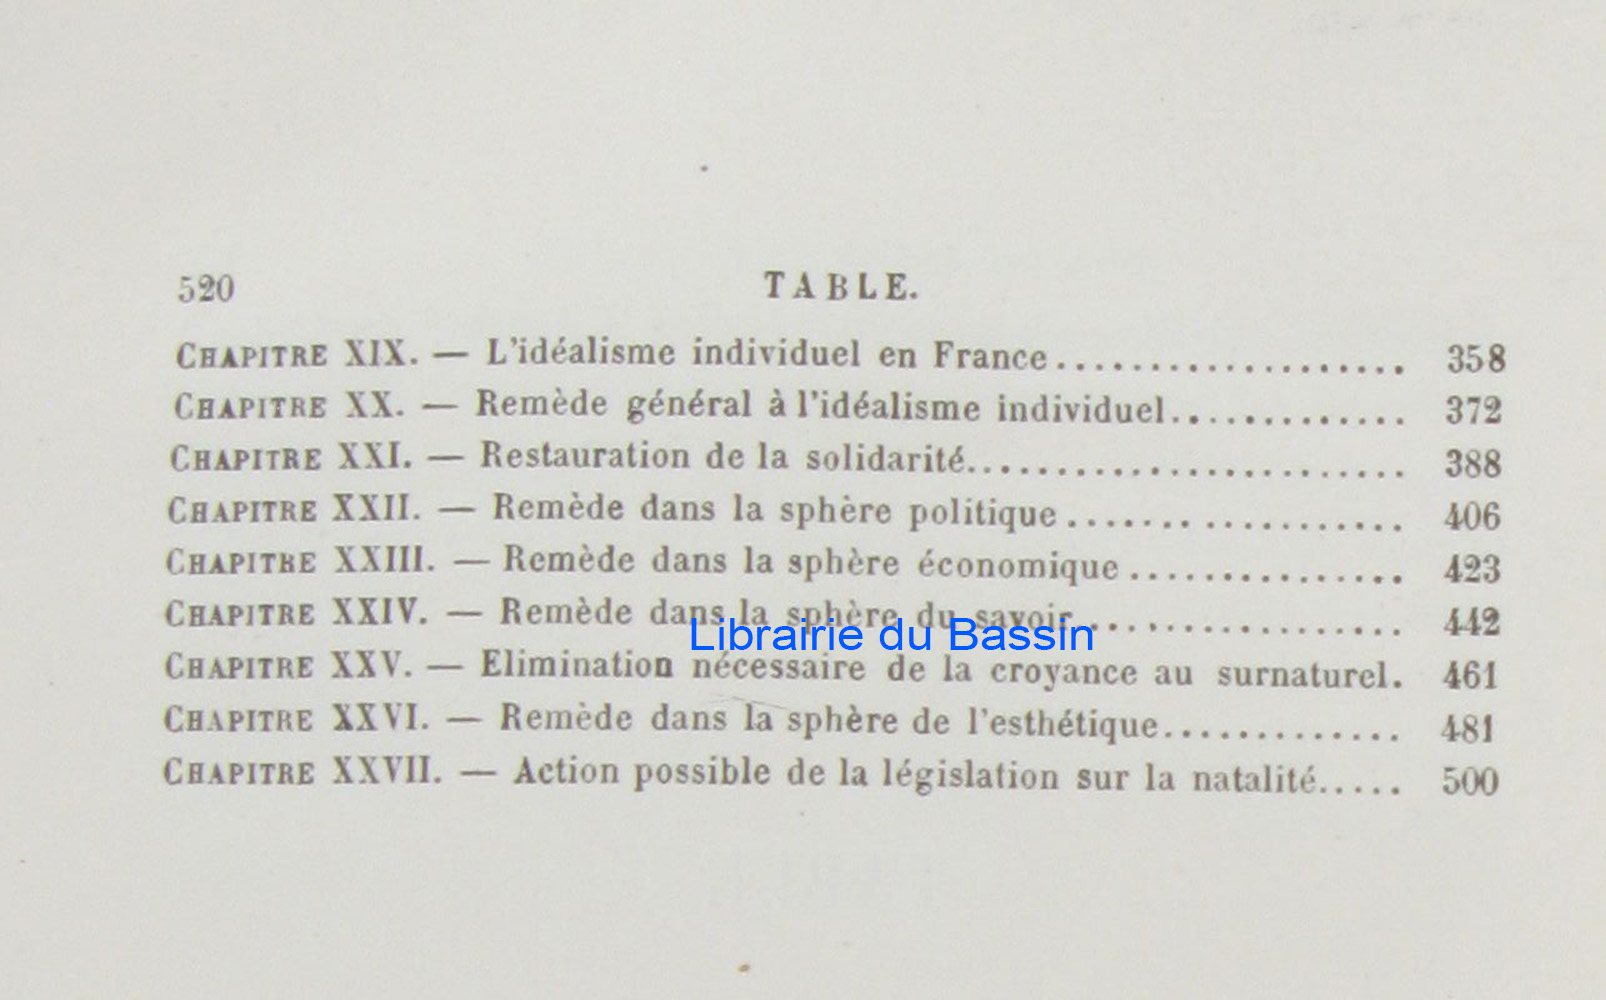 520 TABLE.
CHAPITRE XIX. — L'idéalisme individuel en France................... 358
CHAPITRE XX. — Remède général à l'idéalisme individuel............. 372
CHAPITRE XXI. — Restauration de la solidarité........................ 388
CHAPITRE XXII. — Remède dans la sphère politique.................. 406
CHAPITRE XXIII. — Remède dans la sphère économique............... 423
CHAPITRE XXIV. — Remède dans la sphère du savoir................. 442
Librairie du Bassin
CHAPITRE XXV. — Elimination nécessaire de la croyance au surnaturel. 461
CHAPITRE XXVI. — Remède dans la sphère de l'esthétique............. 481
CHAPITRE XXVII. — Action possible de la législation sur la natalité..... 500